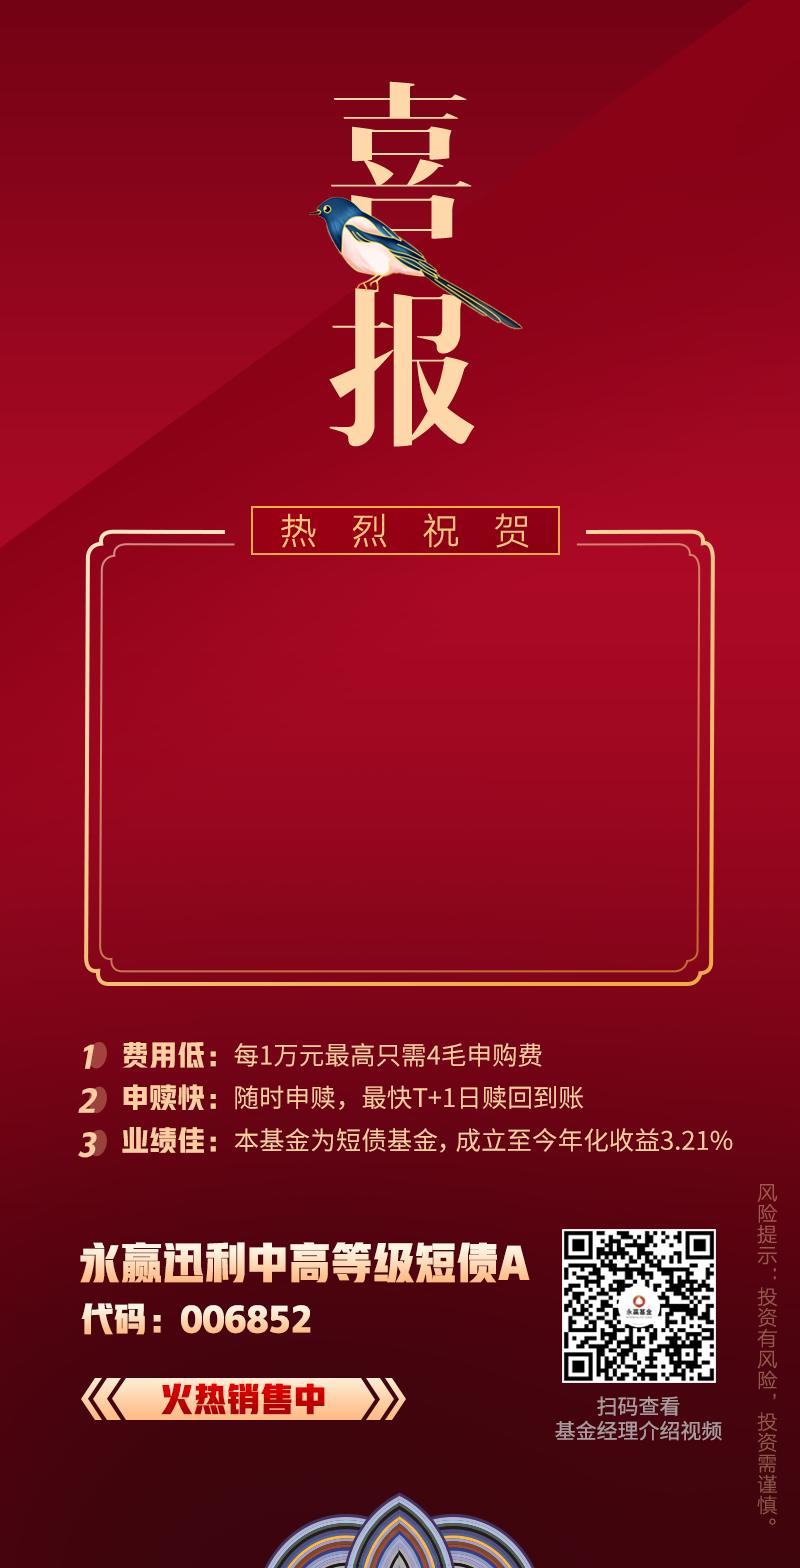 喜报
热烈祝贺
1 费用低：每1万元最高只需4毛申购费
2 申赎快：随时申赎，最快T+1日赎回到账
3 业绩佳：本基金为短债基金，成立至今年化收益3.21%
永赢迅利中高等级短债A
代码：006852
火热销售中
永赢基金
扫码查看
基金经理介绍视频
风险提示：投资有风险，投资需谨慎。